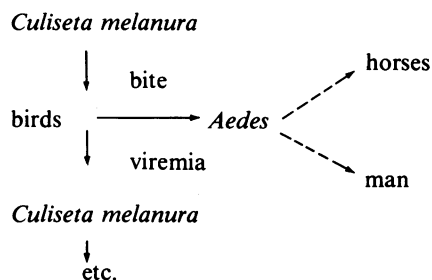 Culiseta melanura
horses
bite
birds
Aedes
viremia
man
Culiseta melanura
etc.